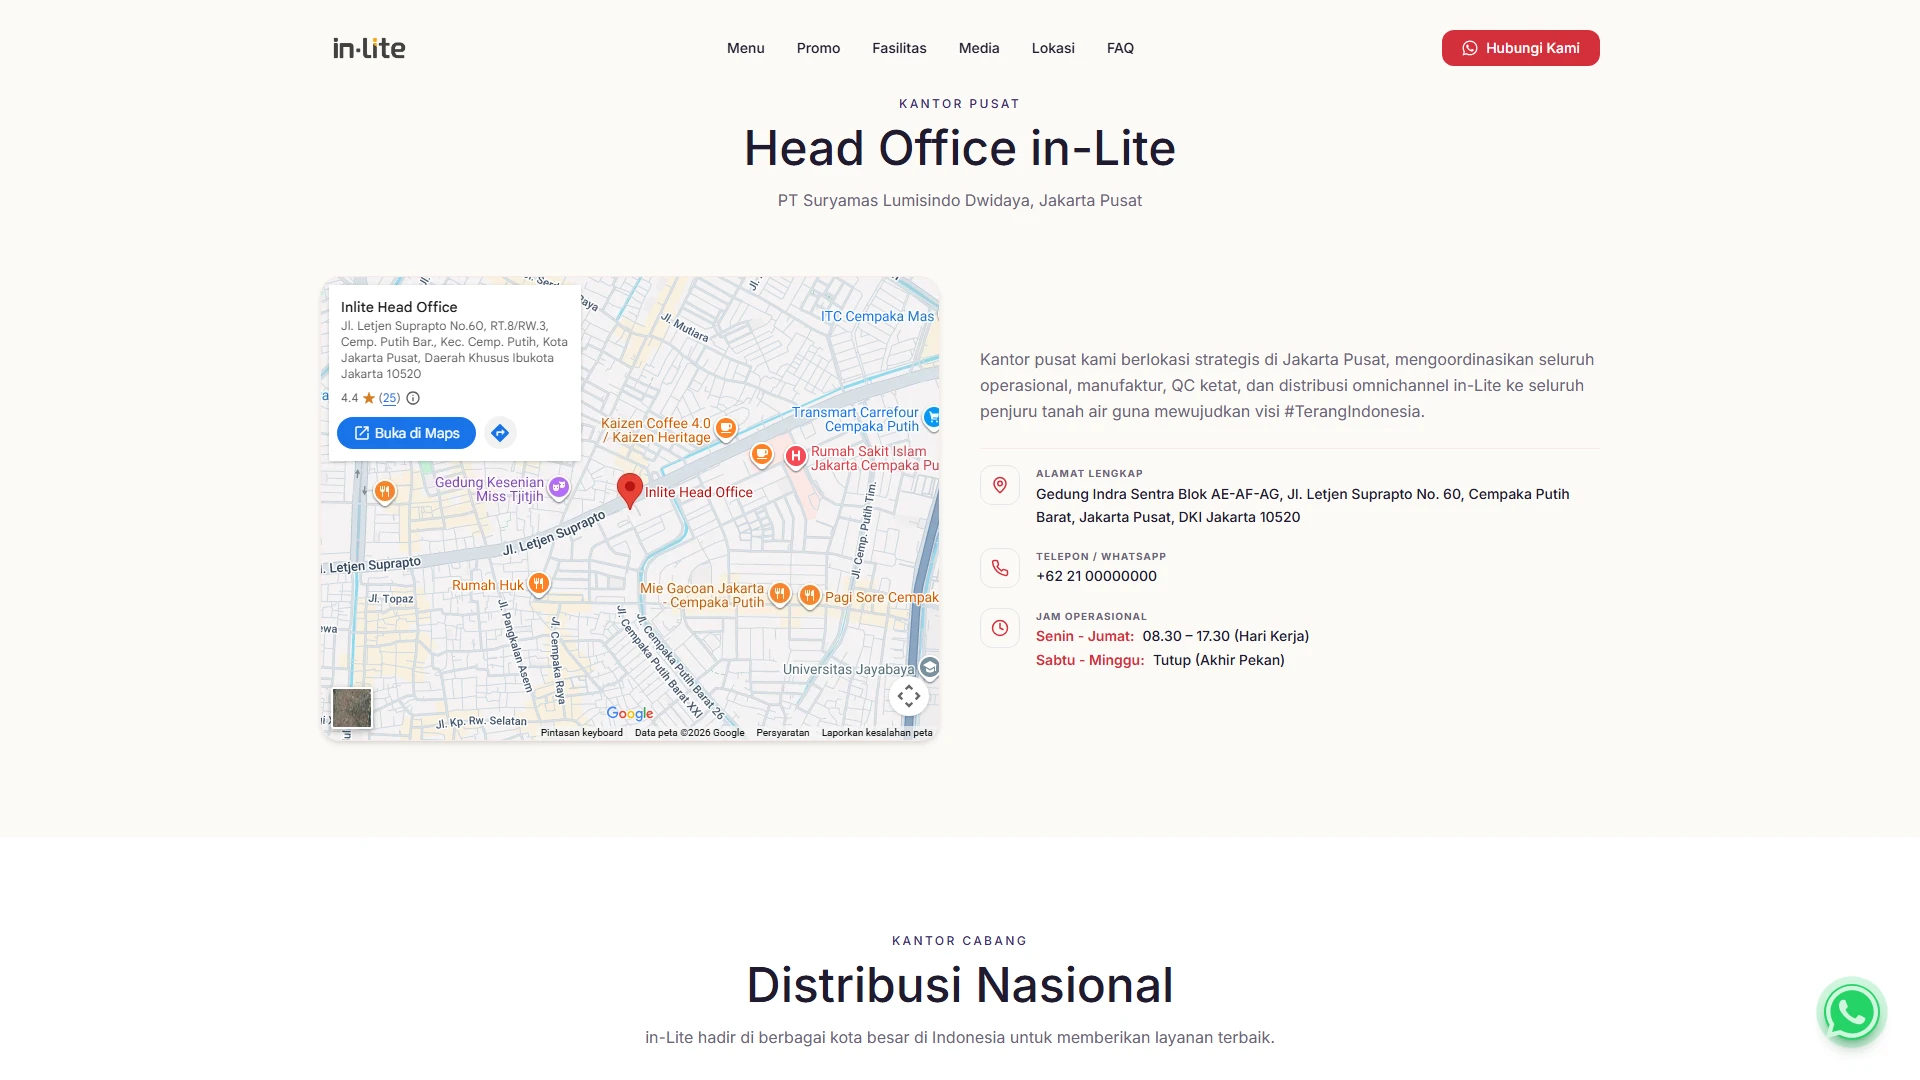 in-lite
Menu
Promo
Fasilitas
Media
Lokasi
FAQ
Hubungi Kami
KANTOR PUSAT
Head Office in-Lite
PT Suryamas Lumisindo Dwidaya, Jakarta Pusat
Inlite Head Office
Jl. Letjen Suprapto No.60, RT.8/RW.3,
Cemp. Putih Bar., Kec. Cemp. Putih, Kota
Jakarta Pusat, Daerah Khusus Ibukota
Jakarta 10520
4.4 ★ (25)
Buka di Maps
Jl. Mutiara
ITC Cempaka Mas
Transmart Carrefour
Cempaka Putih
Kaizen Coffee 4.0
/ Kaizen Heritage
Rumah Sakit Islam
Jakarta Cempaka Pu
Gedung Kesenian
Miss Tjitjih
Inlite Head Office
Jl. Letjen Suprapto
. Letjen Suprapto
Jl. Cemp. Putih Tim.
Rumah Huk
Mie Gacoan Jakarta
- Cempaka Putih
Pagi Sore Cempak
Jl. Topaz
ewa
Jl. Pangkalan Asem
Jl. Cempaka Raya
Jl. Cempaka Putih Barat XXI
Jl. Cempaka Putih Barat 26
Universitas Jayabaya
Jl. Kp. Rw. Selatan
Google
Pintasan keyboard
Data peta ©2026 Google
Persyaratan
Laporkan kesalahan peta
Kantor pusat kami berlokasi strategis di Jakarta Pusat, mengoordinasikan seluruh
operasional, manufaktur, QC ketat, dan distribusi omnichannel in-Lite ke seluruh
penjuru tanah air guna mewujudkan visi #TerangIndonesia.
ALAMAT LENGKAP
Gedung Indra Sentra Blok AE-AF-AG, Jl. Letjen Suprapto No. 60, Cempaka Putih
Barat, Jakarta Pusat, DKI Jakarta 10520
TELEPON / WHATSAPP
+62 21 00000000
JAM OPERASIONAL
Senin - Jumat: 08.30 – 17.30 (Hari Kerja)
Sabtu - Minggu: Tutup (Akhir Pekan)
KANTOR CABANG
Distribusi Nasional
in-Lite hadir di berbagai kota besar di Indonesia untuk memberikan layanan terbaik.